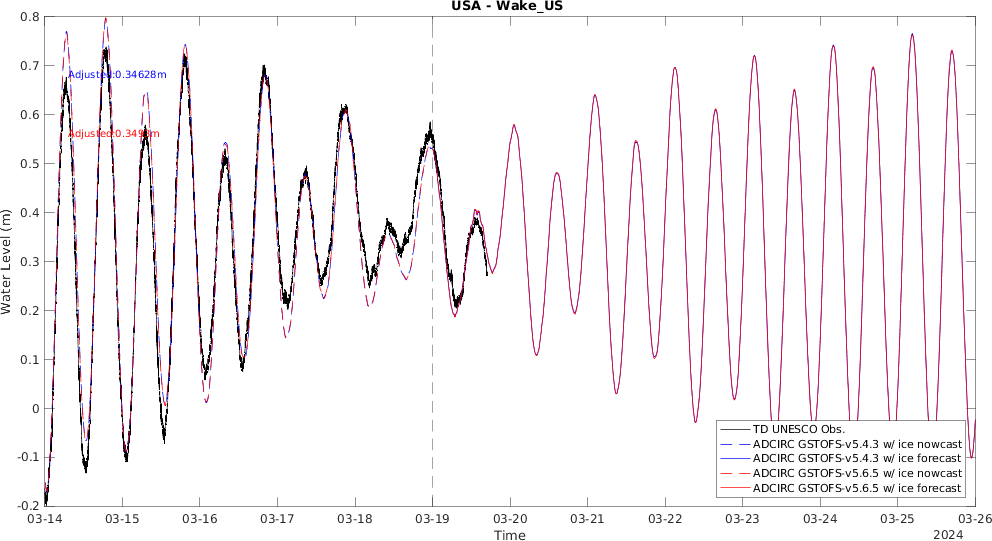 USA - Wake_US
0.8
0.7
0.6
0.5
0.4
0.3
0.2
0.1
0
-0.1
-0.2
Water Level (m)
Adjusted:0.34628m
TD UNESCO Obs.
ADCIRC GSTOFS-v5.4.3 w/ ice nowcast
ADCIRC GSTOFS-v5.4.3 w/ ice forecast
ADCIRC GSTOFS-v5.6.5 w/ ice nowcast
ADCIRC GSTOFS-v5.6.5 w/ ice forecast
03-14 03-15 03-16 03-17 03-18 03-19 03-20 03-21 03-22 03-23 03-24 03-25 03-26
Time
2024